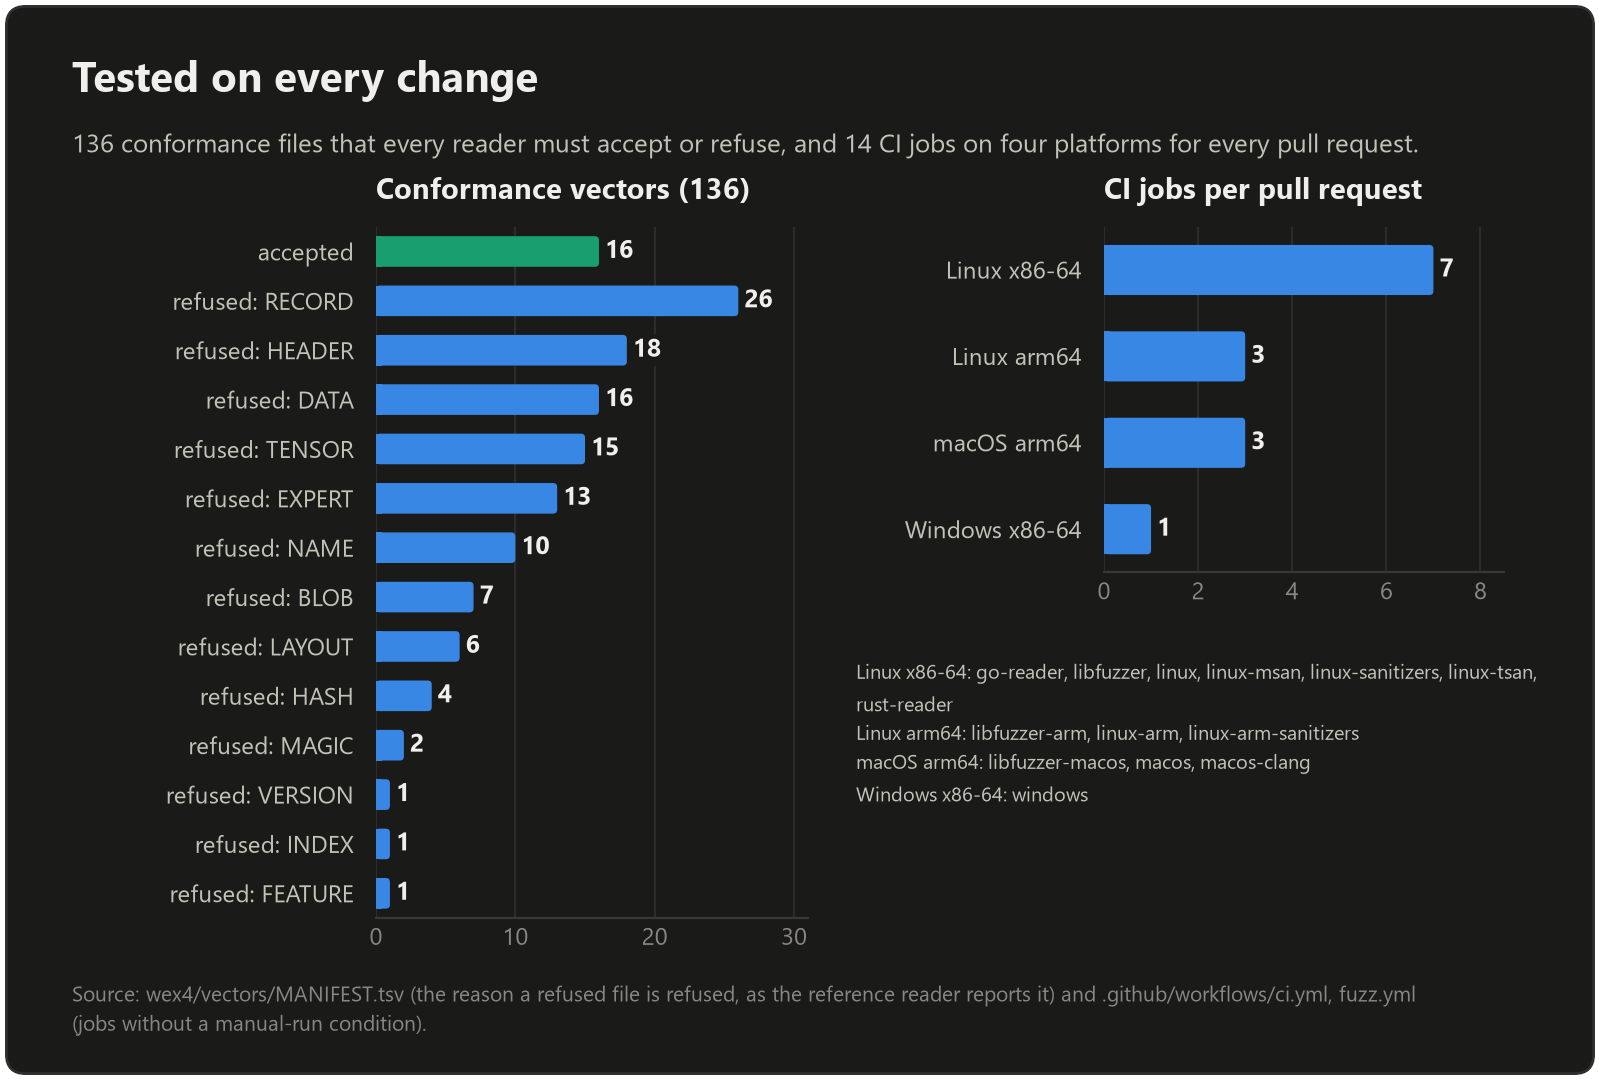 Tested on every change
136 conformance files that every reader must accept or refuse, and 14 CI jobs on four platforms for every pull request.
Conformance vectors (136)
accepted 16
refused: RECORD 26
refused: HEADER 18
refused: DATA 16
refused: TENSOR 15
refused: EXPERT 13
refused: NAME 10
refused: BLOB 7
refused: LAYOUT 6
refused: HASH 4
refused: MAGIC 2
refused: VERSION 1
refused: INDEX 1
refused: FEATURE 1
0 10 20 30
CI jobs per pull request
Linux x86-64 7
Linux arm64 3
macOS arm64 3
Windows x86-64 1
0 2 4 6 8
Linux x86-64: go-reader, libfuzzer, linux, linux-msan, linux-sanitizers, linux-tsan,
rust-reader
Linux arm64: libfuzzer-arm, linux-arm, linux-arm-sanitizers
macOS arm64: libfuzzer-macos, macos, macos-clang
Windows x86-64: windows
Source: wex4/vectors/MANIFEST.tsv (the reason a refused file is refused, as the reference reader reports it) and .github/workflows/ci.yml, fuzz.yml
(jobs without a manual-run condition).